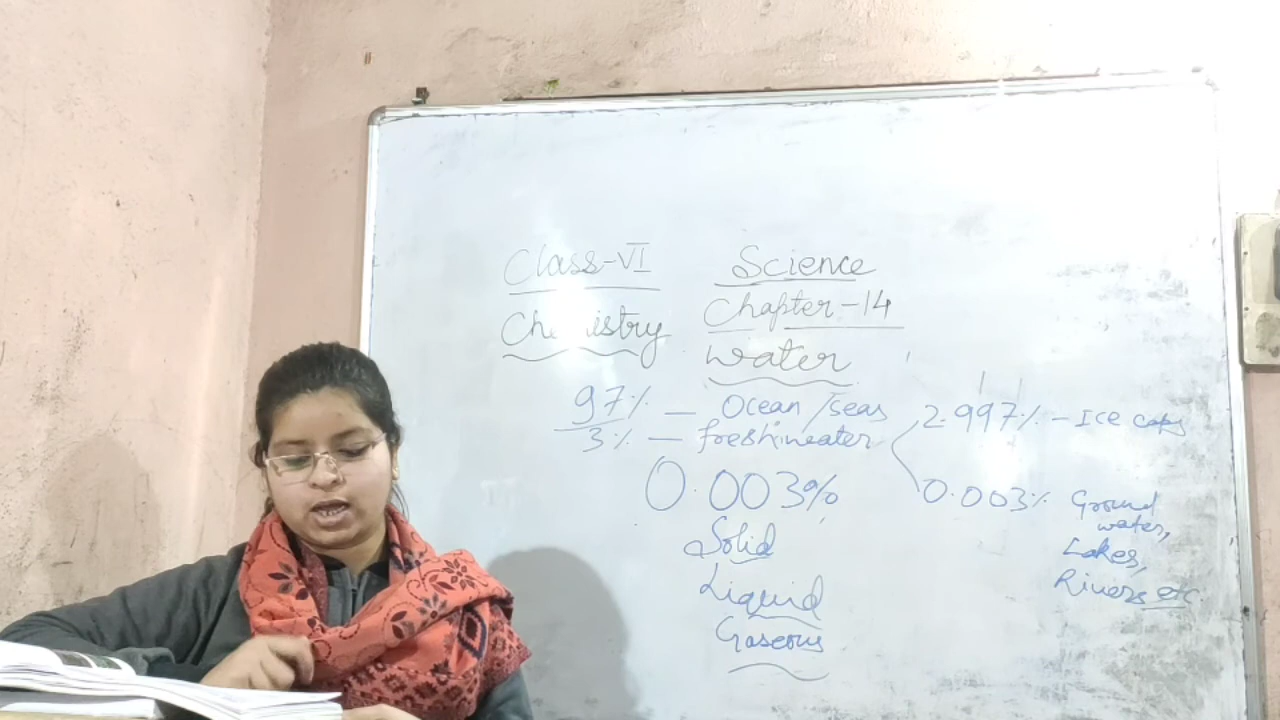 Class-VI Science
Chemistry Chapter-14
Water
97% — Ocean/Seas
3% — freshwater
2.997% - Ice caps
0.003% Ground
water,
Lakes,
Rivers etc
0.003%
Solid
Liquid
Gaseous